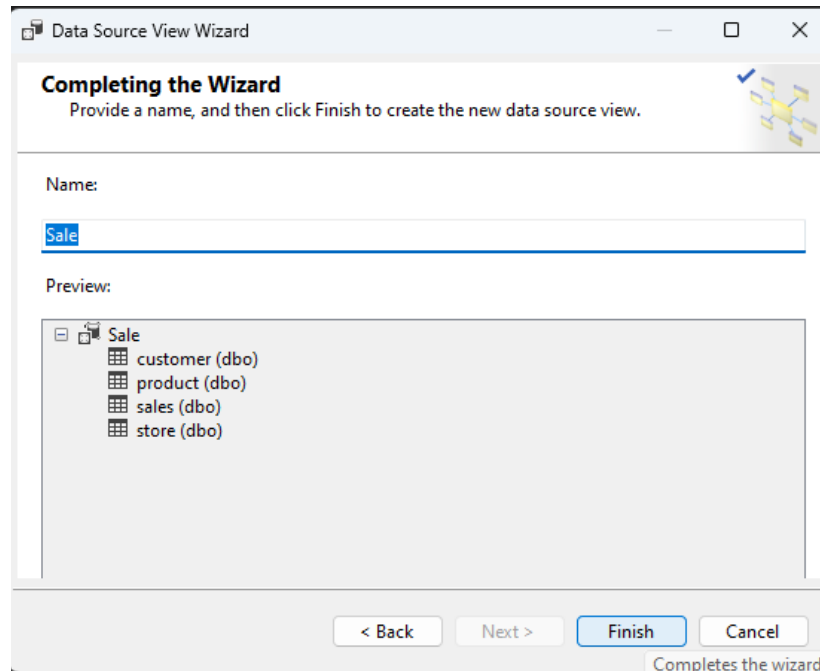 Data Source View Wizard
Completing the Wizard
Provide a name, and then click Finish to create the new data source view.
Name:
Sale
Preview:
Sale
customer (dbo)
product (dbo)
sales (dbo)
store (dbo)
< Back Next > Finish Cancel
Completes the wizard